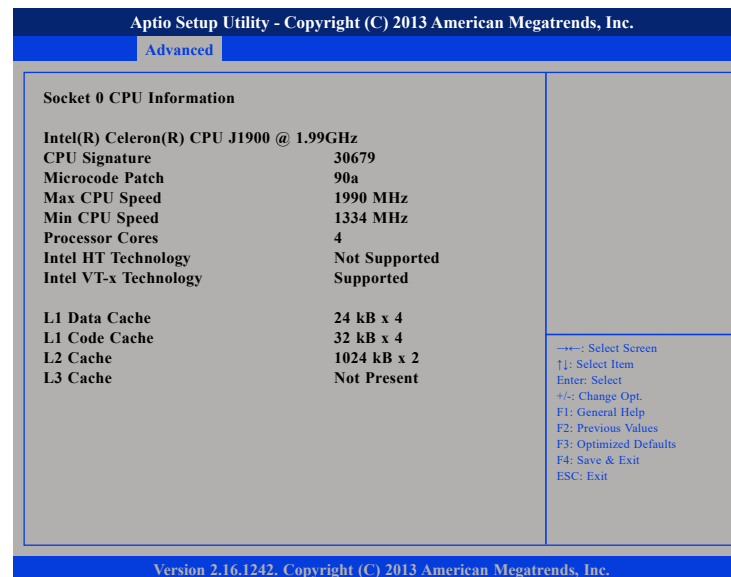 Aptio Setup Utility - Copyright (C) 2013 American Megatrends, Inc.
Advanced
Socket 0 CPU Information
Intel(R) Celeron(R) CPU J1900 @ 1.99GHz
CPU Signature 30679
Microcode Patch 90a
Max CPU Speed 1990 MHz
Min CPU Speed 1334 MHz
Processor Cores 4
Intel HT Technology Not Supported
Intel VT-x Technology Supported
L1 Data Cache 24 kB x 4
L1 Code Cache 32 kB x 4
L2 Cache 1024 kB x 2
L3 Cache Not Present
→←: Select Screen
↑↓: Select Item
Enter: Select
+/-: Change Opt.
F1: General Help
F2: Previous Values
F3: Optimized Defaults
F4: Save & Exit
ESC: Exit
Version 2.16.1242. Copyright (C) 2013 American Megatrends, Inc.